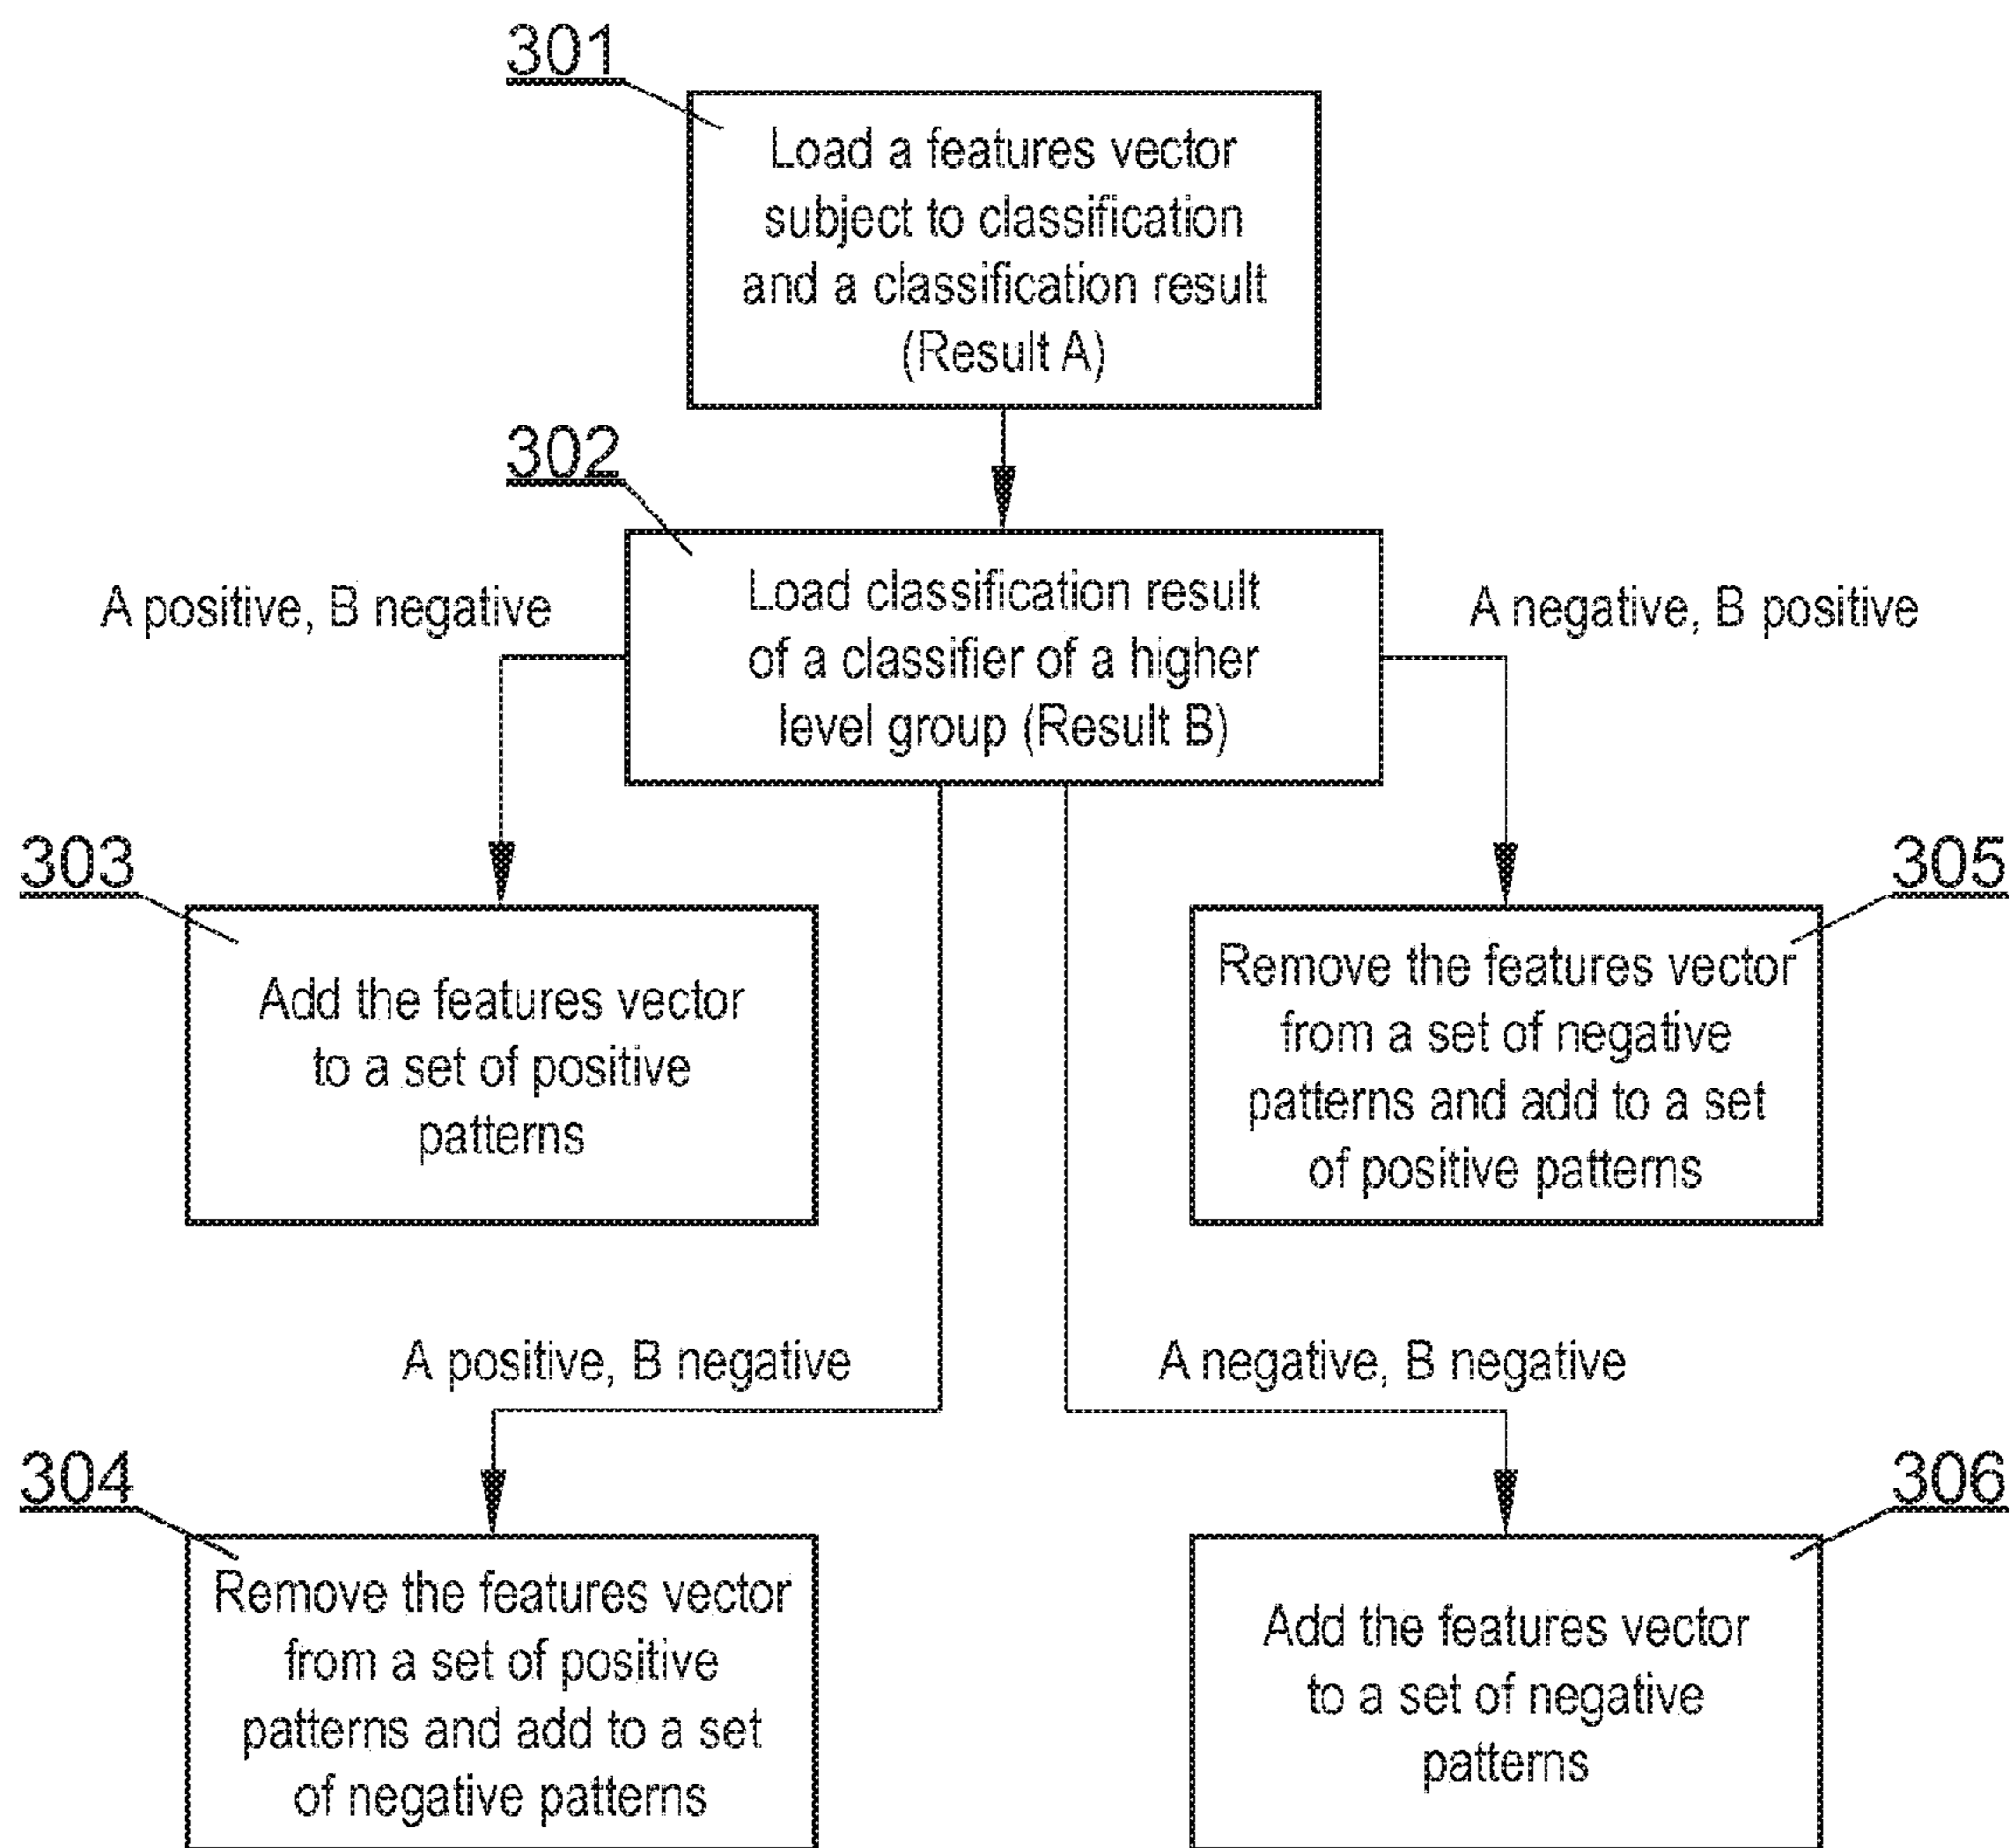 301
Load a features vector
subject to classification
and a classification result
(Result A)
302
Load classification result
of a classifier of a higher
level group (Result B)
A positive, B negative
A negative, B positive
303
Add the features vector
to a set of positive
patterns
305
Remove the features vector
from a set of negative
patterns and add to a set
of positive patterns
A positive, B negative
A negative, B negative
304
Remove the features vector
from a set of positive
patterns and add to a set
of negative patterns
306
Add the features vector
to a set of negative
patterns